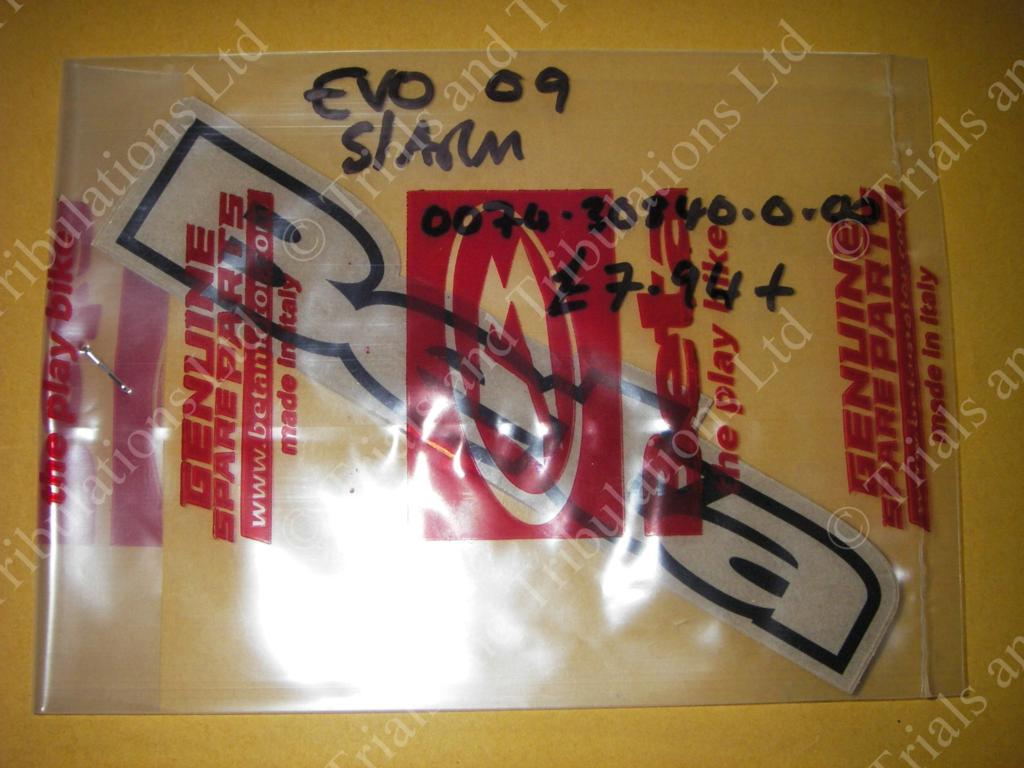 EVO 09
S/ARM
0074.30840.0.00
£7.94 +
the play bike
GENUINE
SPARE PARTS
www.betamotor.com
made in italy
Beta
the play bike
GENUINE
SPARE PARTS
made in italy
Beta
© Trials and Tribulations Ltd